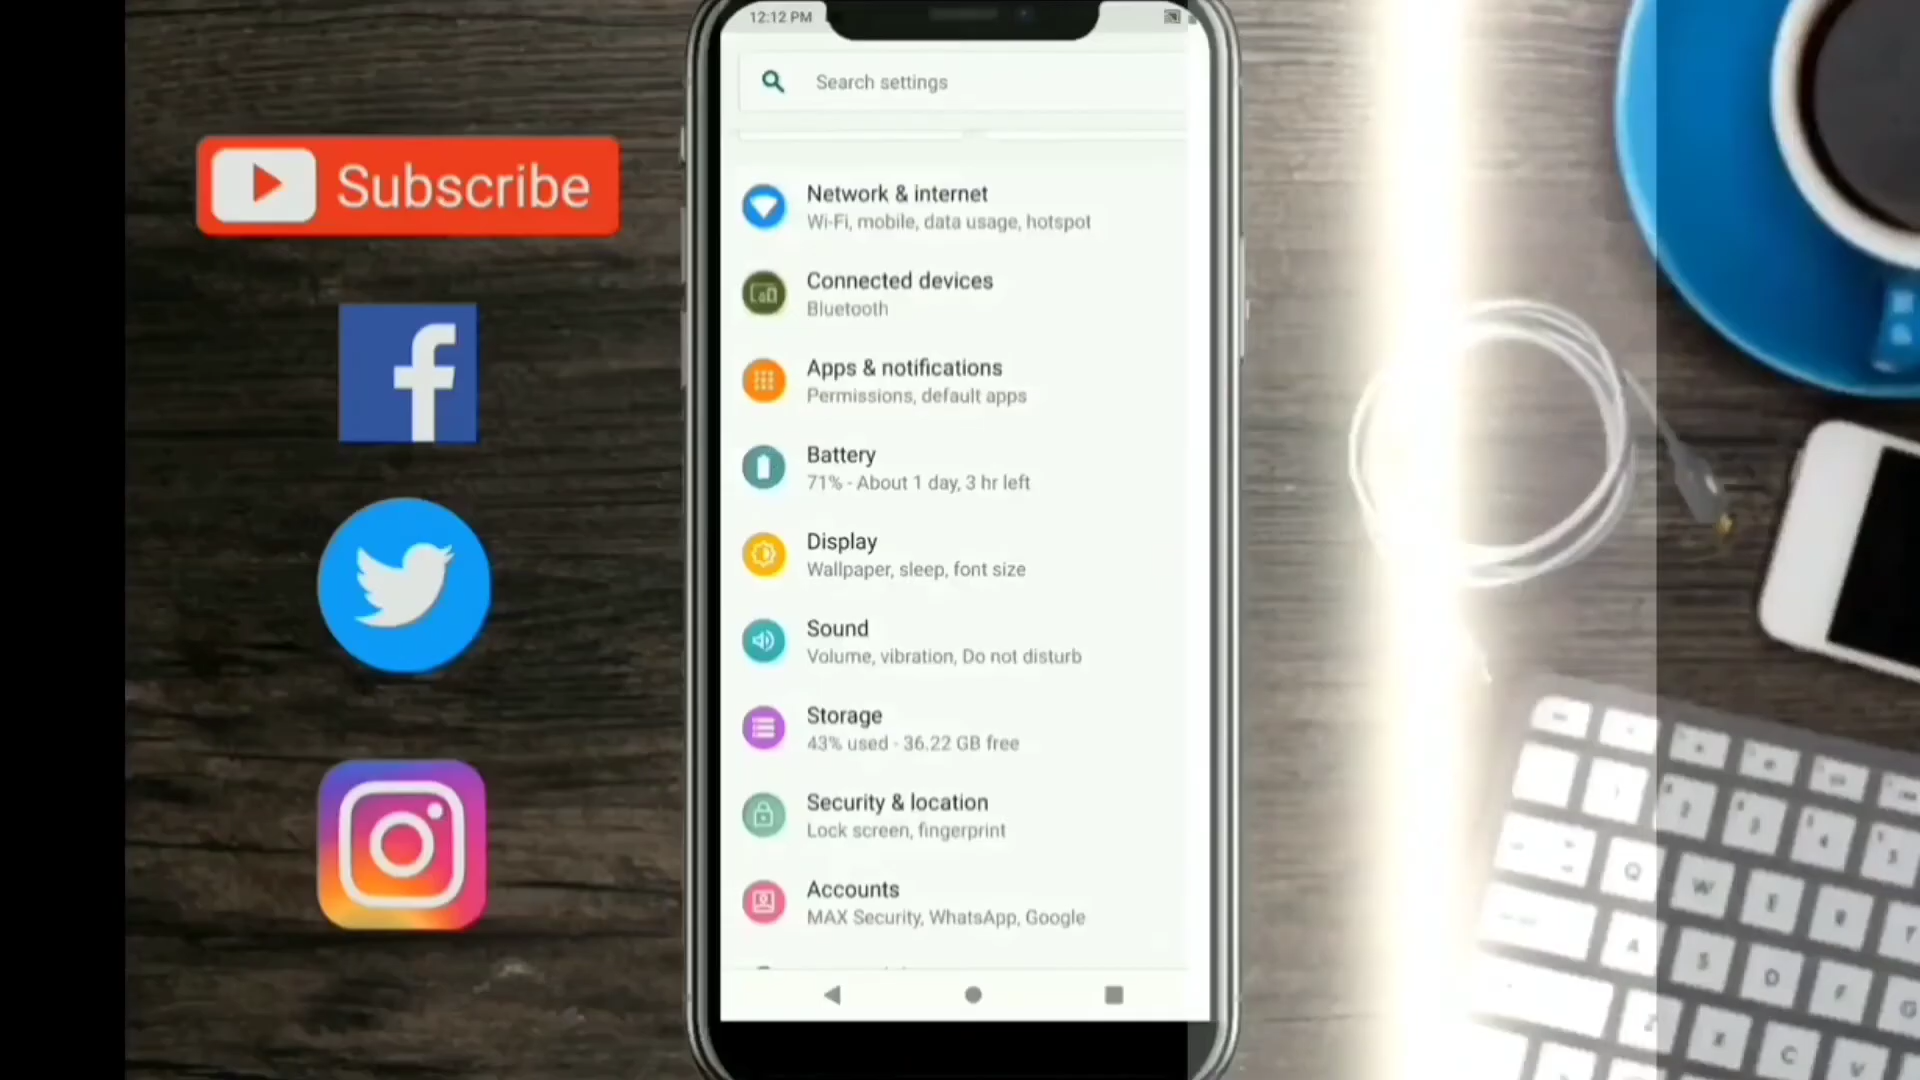 12:12 PM
Search settings
Subscribe
Network & internet
Wi-Fi, mobile, data usage, hotspot
Connected devices
Bluetooth
Apps & notifications
Permissions, default apps
Battery
71% - About 1 day, 3 hr left
Display
Wallpaper, sleep, font size
Sound
Volume, vibration, Do not disturb
Storage
43% used - 36.22 GB free
Security & location
Lock screen, fingerprint
Accounts
MAX Security, WhatsApp, Google
Q
W
A
D
X
C
V